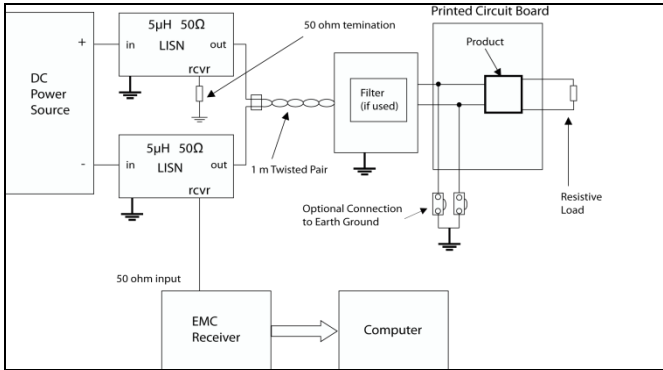 Printed Circuit Board
5µH 50Ω
50 ohm temination
+
in
out
LISN
rcvr
Product
DC
Power
Source
Filter
(if used)
5µH 50Ω
-
in
out
LISN
rcvr
1 m Twisted Pair
Optional Connection
to Earth Ground
Resistive
Load
50 ohm input
EMC
Receiver
Computer